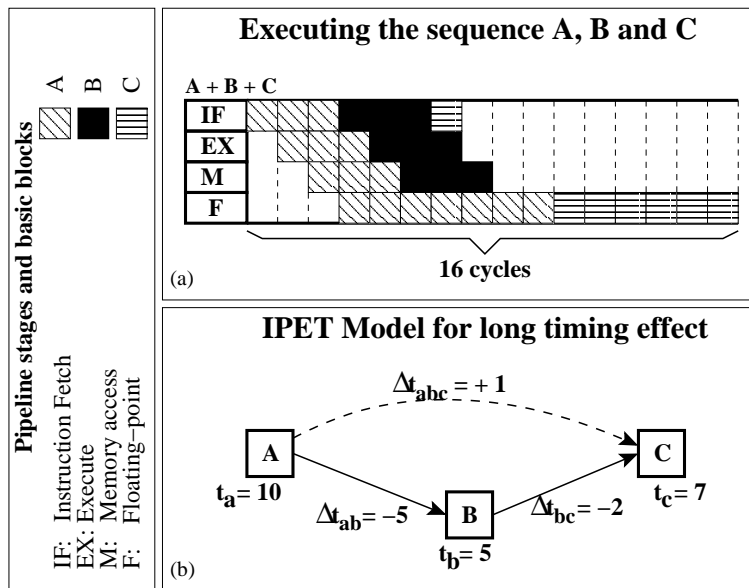 Pipeline stages and basic blocks
A
B
C
IF: Instruction Fetch
EX: Execute
M: Memory access
F: Floating−point
Executing the sequence A, B and C
A + B + C
IF
EX
M
F
16 cycles
(a)
IPET Model for long timing effect
Δt_abc = + 1
A
C
t_a = 10
t_c = 7
Δt_ab = −5
B
Δt_bc = −2
t_b = 5
(b)